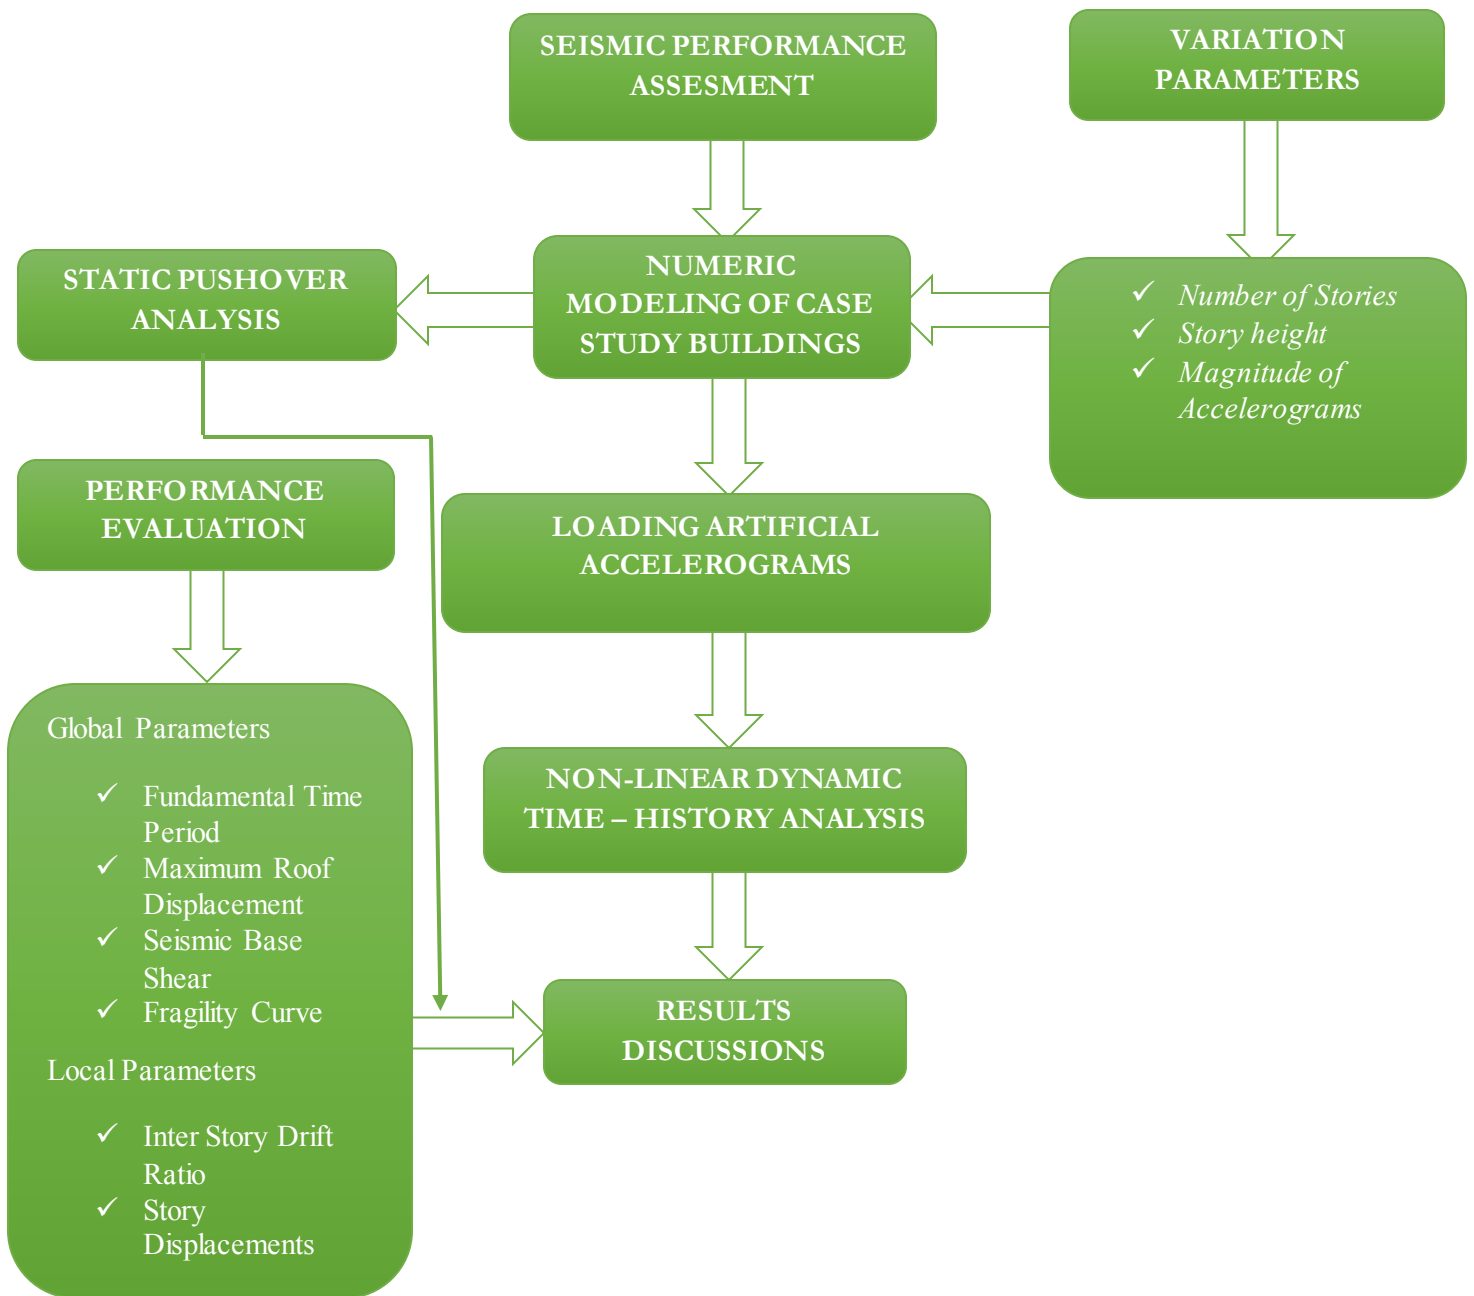 SEISMIC PERFORMANCE
ASSESMENT
VARIATION
PARAMETERS
STATIC PUSHOVER
ANALYSIS
NUMERIC
MODELING OF CASE
STUDY BUILDINGS
✓ Number of Stories
✓ Story height
✓ Magnitude of
Accelerograms
PERFORMANCE
EVALUATION
LOADING ARTIFICIAL
ACCELEROGRAMS
Global Parameters
✓ Fundamental Time
Period
✓ Maximum Roof
Displacement
✓ Seismic Base
Shear
✓ Fragility Curve
Local Parameters
✓ Inter Story Drift
Ratio
✓ Story
Displacements
NON-LINEAR DYNAMIC
TIME – HISTORY ANALYSIS
RESULTS
DISCUSSIONS